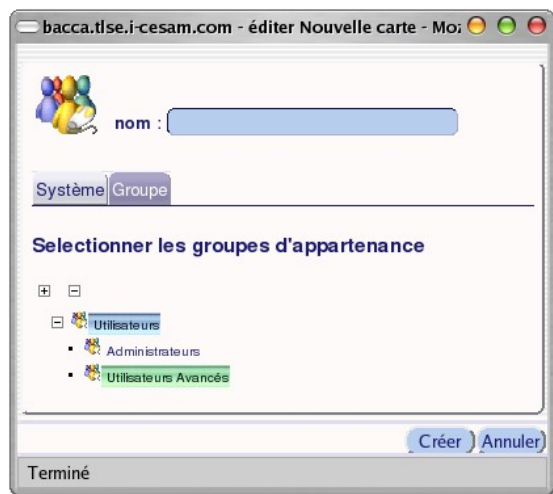 bacca.tlse.i-cesam.com - éditer Nouvelle carte - Moz
nom :
Système Groupe
Selectionner les groupes d'appartenance
Utilisateurs
Administrateurs
Utilisateurs Avancés
Créer Annuler
Terminé